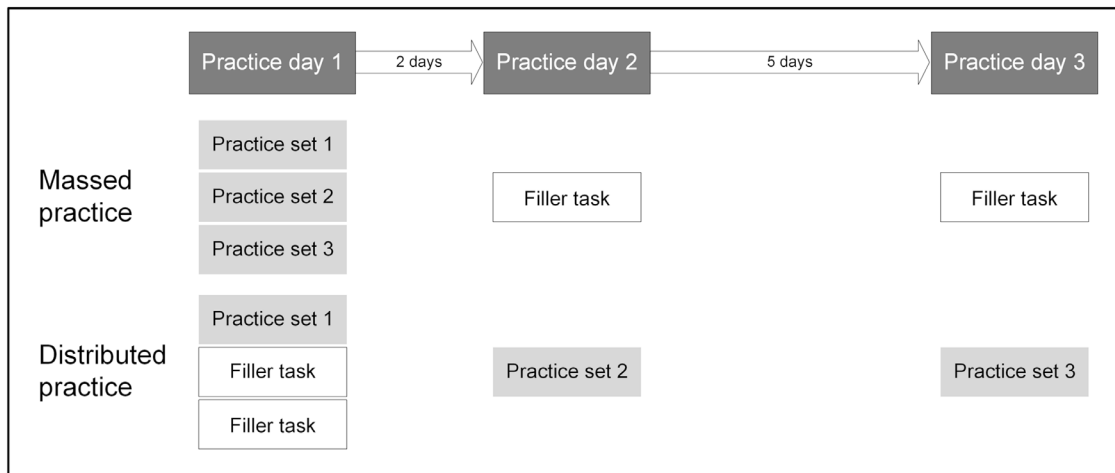 Practice day 1
2 days
Practice day 2
5 days
Practice day 3
Massed
practice
Practice set 1
Practice set 2
Practice set 3
Filler task
Filler task
Distributed
practice
Practice set 1
Filler task
Filler task
Practice set 2
Practice set 3